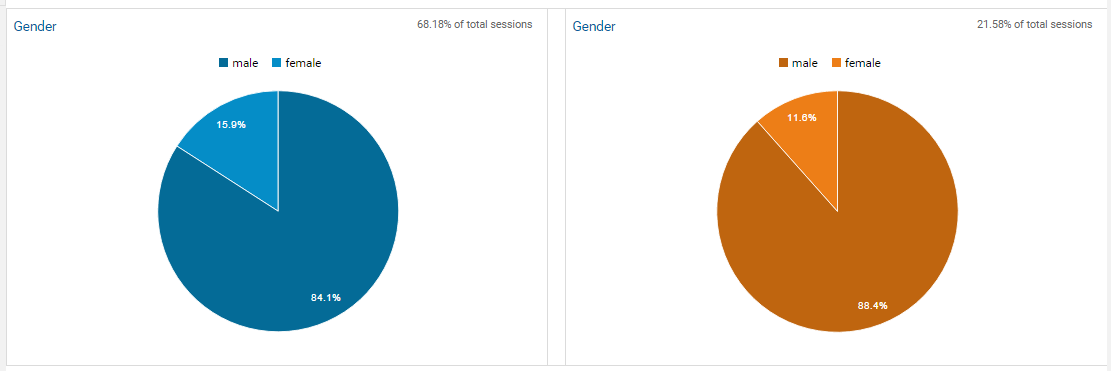 Gender 68.18% of total sessions
male female
15.9%
84.1%
Gender 21.58% of total sessions
male female
11.6%
88.4%